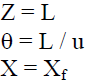 Z = L
θ = L / u
X = X_f